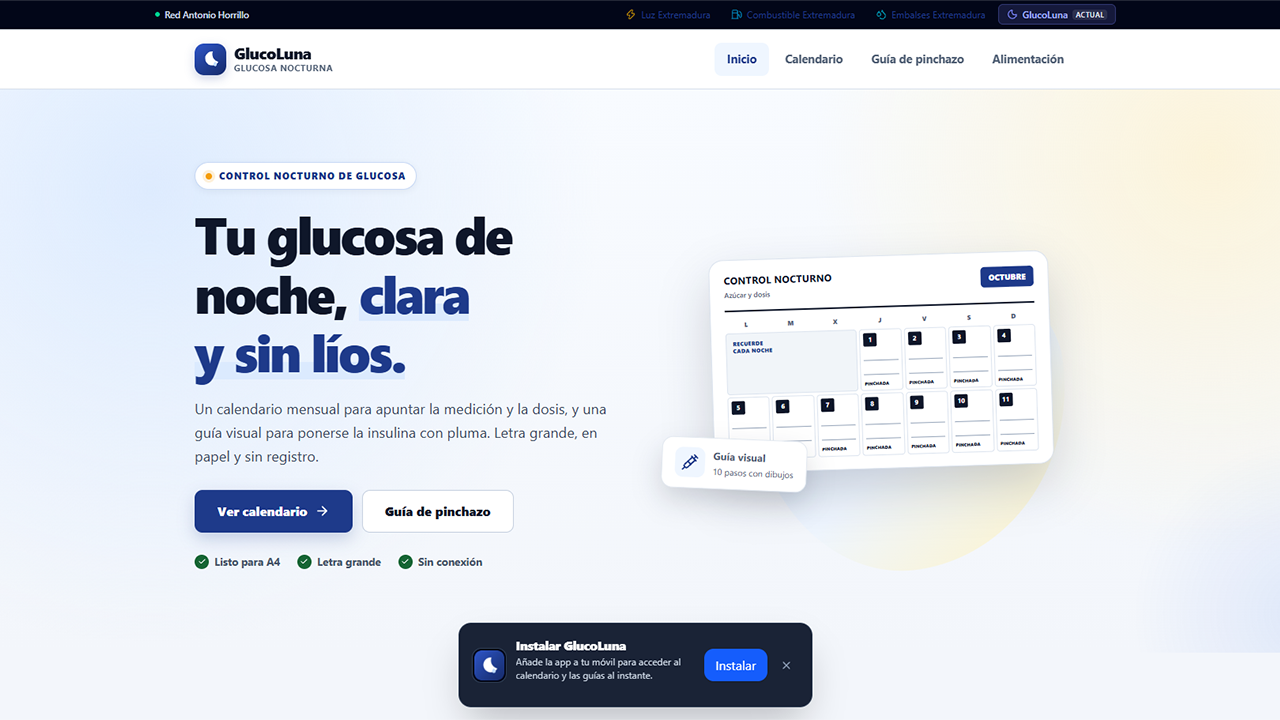 Red Antonio Horrillo
Luz Extremadura
Combustible Extremadura
Embalses Extremadura
GlucoLuna ACTUAL
GlucoLuna
GLUCOSA NOCTURNA
Inicio
Calendario
Guía de pinchazo
Alimentación
CONTROL NOCTURNO DE GLUCOSA
Tu glucosa de
noche, clara
y sin líos.
Un calendario mensual para apuntar la medición y la dosis, y una
guía visual para ponerse la insulina con pluma. Letra grande, en
papel y sin registro.
Ver calendario
Guía de pinchazo
Listo para A4
Letra grande
Sin conexión
CONTROL NOCTURNO
Azúcar y dosis
OCTUBRE
L M X J V S D
RECUERDE
CADA NOCHE
1 2 3 4
PINCHADA PINCHADA PINCHADA PINCHADA
5 6 7 8 9 10 11
PINCHADA PINCHADA PINCHADA PINCHADA PINCHADA
Guía visual
10 pasos con dibujos
Instalar GlucoLuna
Añade la app a tu móvil para acceder al
calendario y las guías al instante.
Instalar